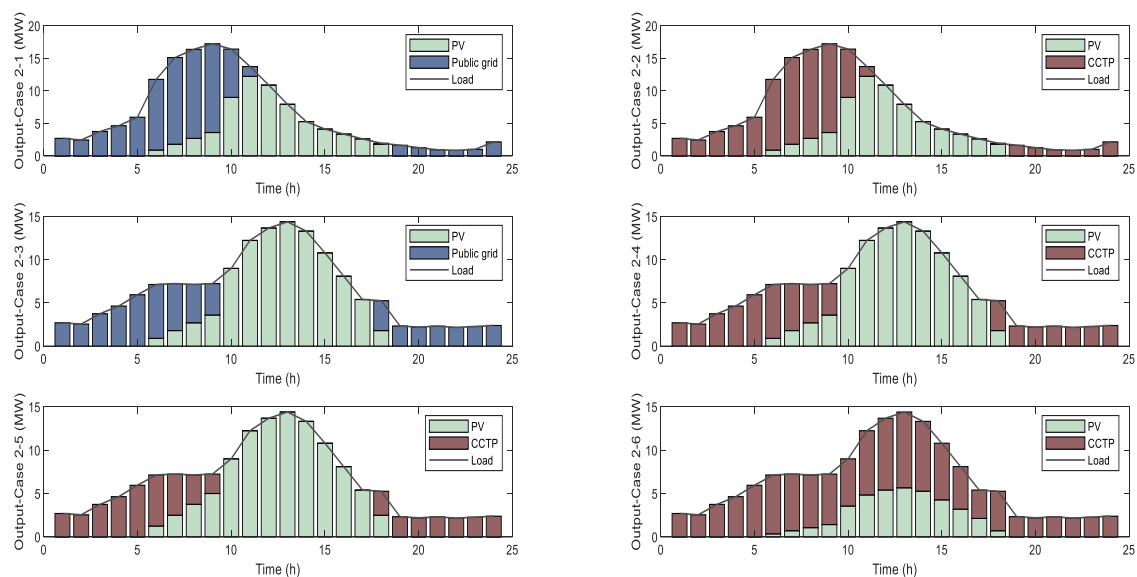 Output-Case 2-1 (MW)
20
15
10
5
0
PV
Public grid
Load
0 5 10 15 20 25
Time (h)
Output-Case 2-2 (MW)
20
15
10
5
0
PV
CCTP
Load
0 5 10 15 20 25
Time (h)
Output-Case 2-3 (MW)
15
10
5
0
PV
Public grid
Load
0 5 10 15 20 25
Time (h)
Output-Case 2-4 (MW)
15
10
5
0
PV
CCTP
Load
0 5 10 15 20 25
Time (h)
Output-Case 2-5 (MW)
15
10
5
0
PV
CCTP
Load
0 5 10 15 20 25
Time (h)
Output-Case 2-6 (MW)
15
10
5
0
PV
CCTP
Load
0 5 10 15 20 25
Time (h)